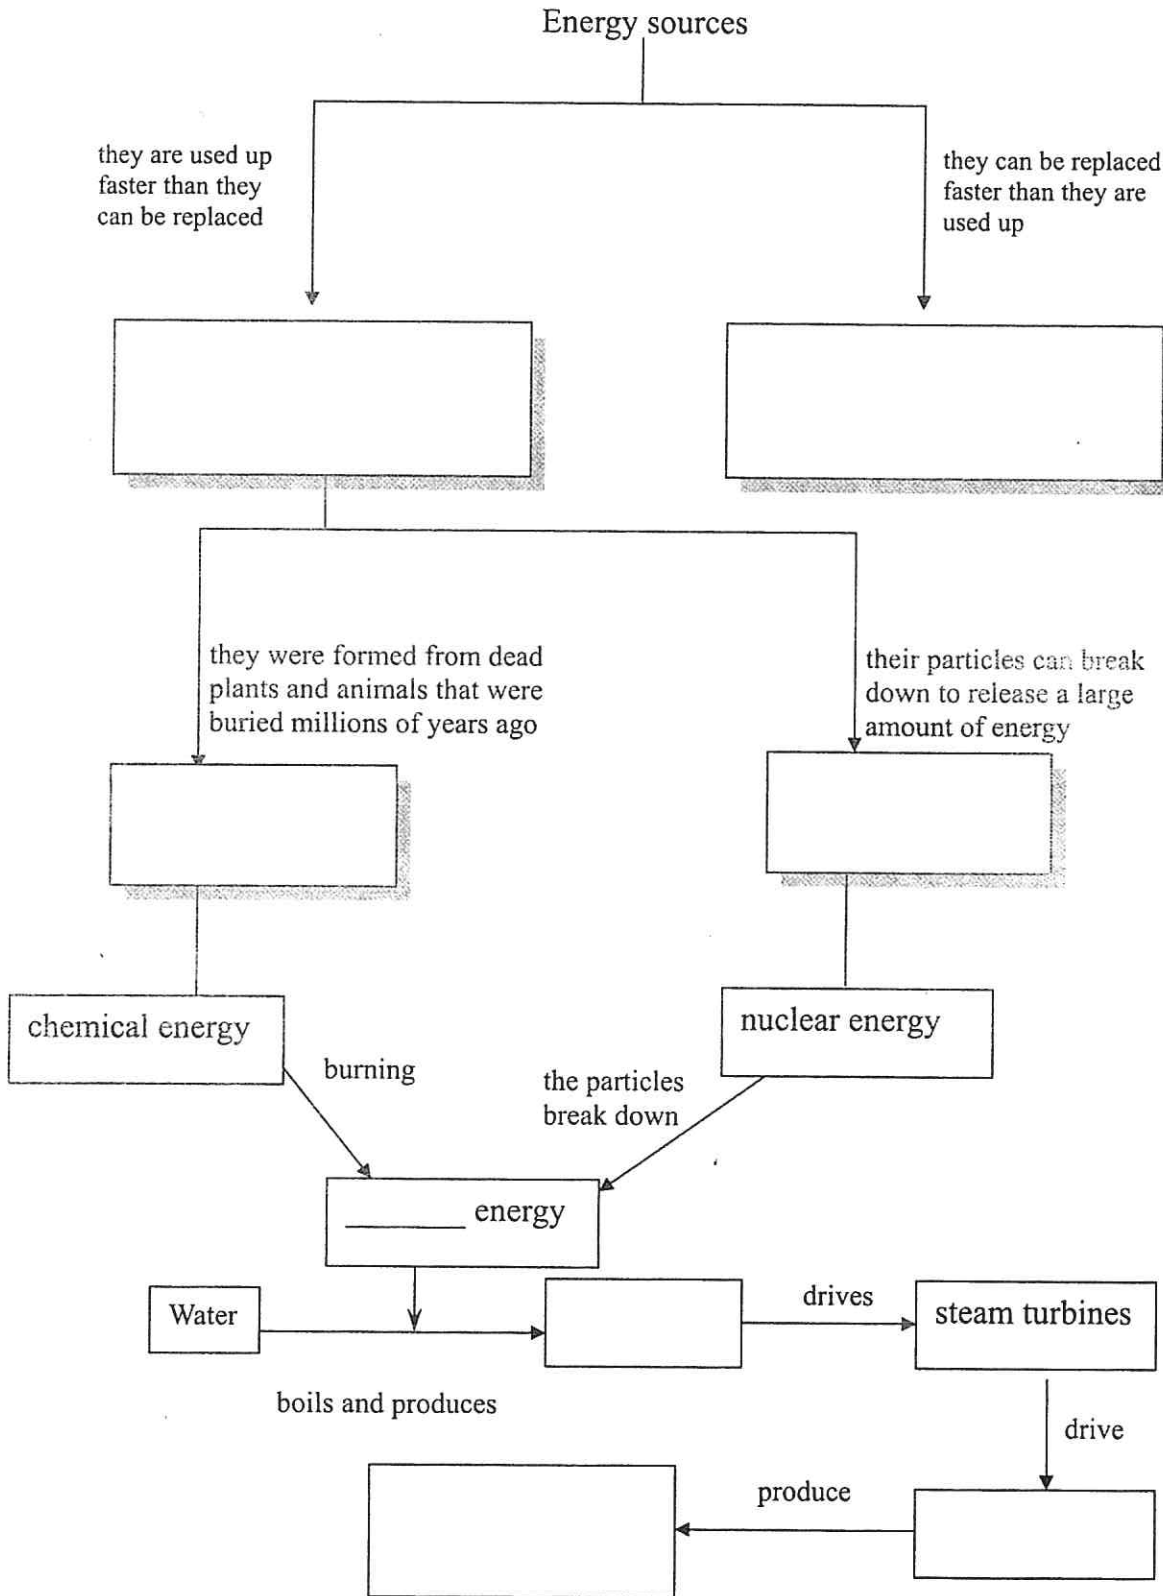 Energy sources
they are used up
faster than they
can be replaced
they can be replaced
faster than they are
used up
they were formed from dead
plants and animals that were
buried millions of years ago
their particles can break
down to release a large
amount of energy
chemical energy
nuclear energy
burning
the particles
break down
________ energy
Water
drives
steam turbines
boils and produces
drive
produce